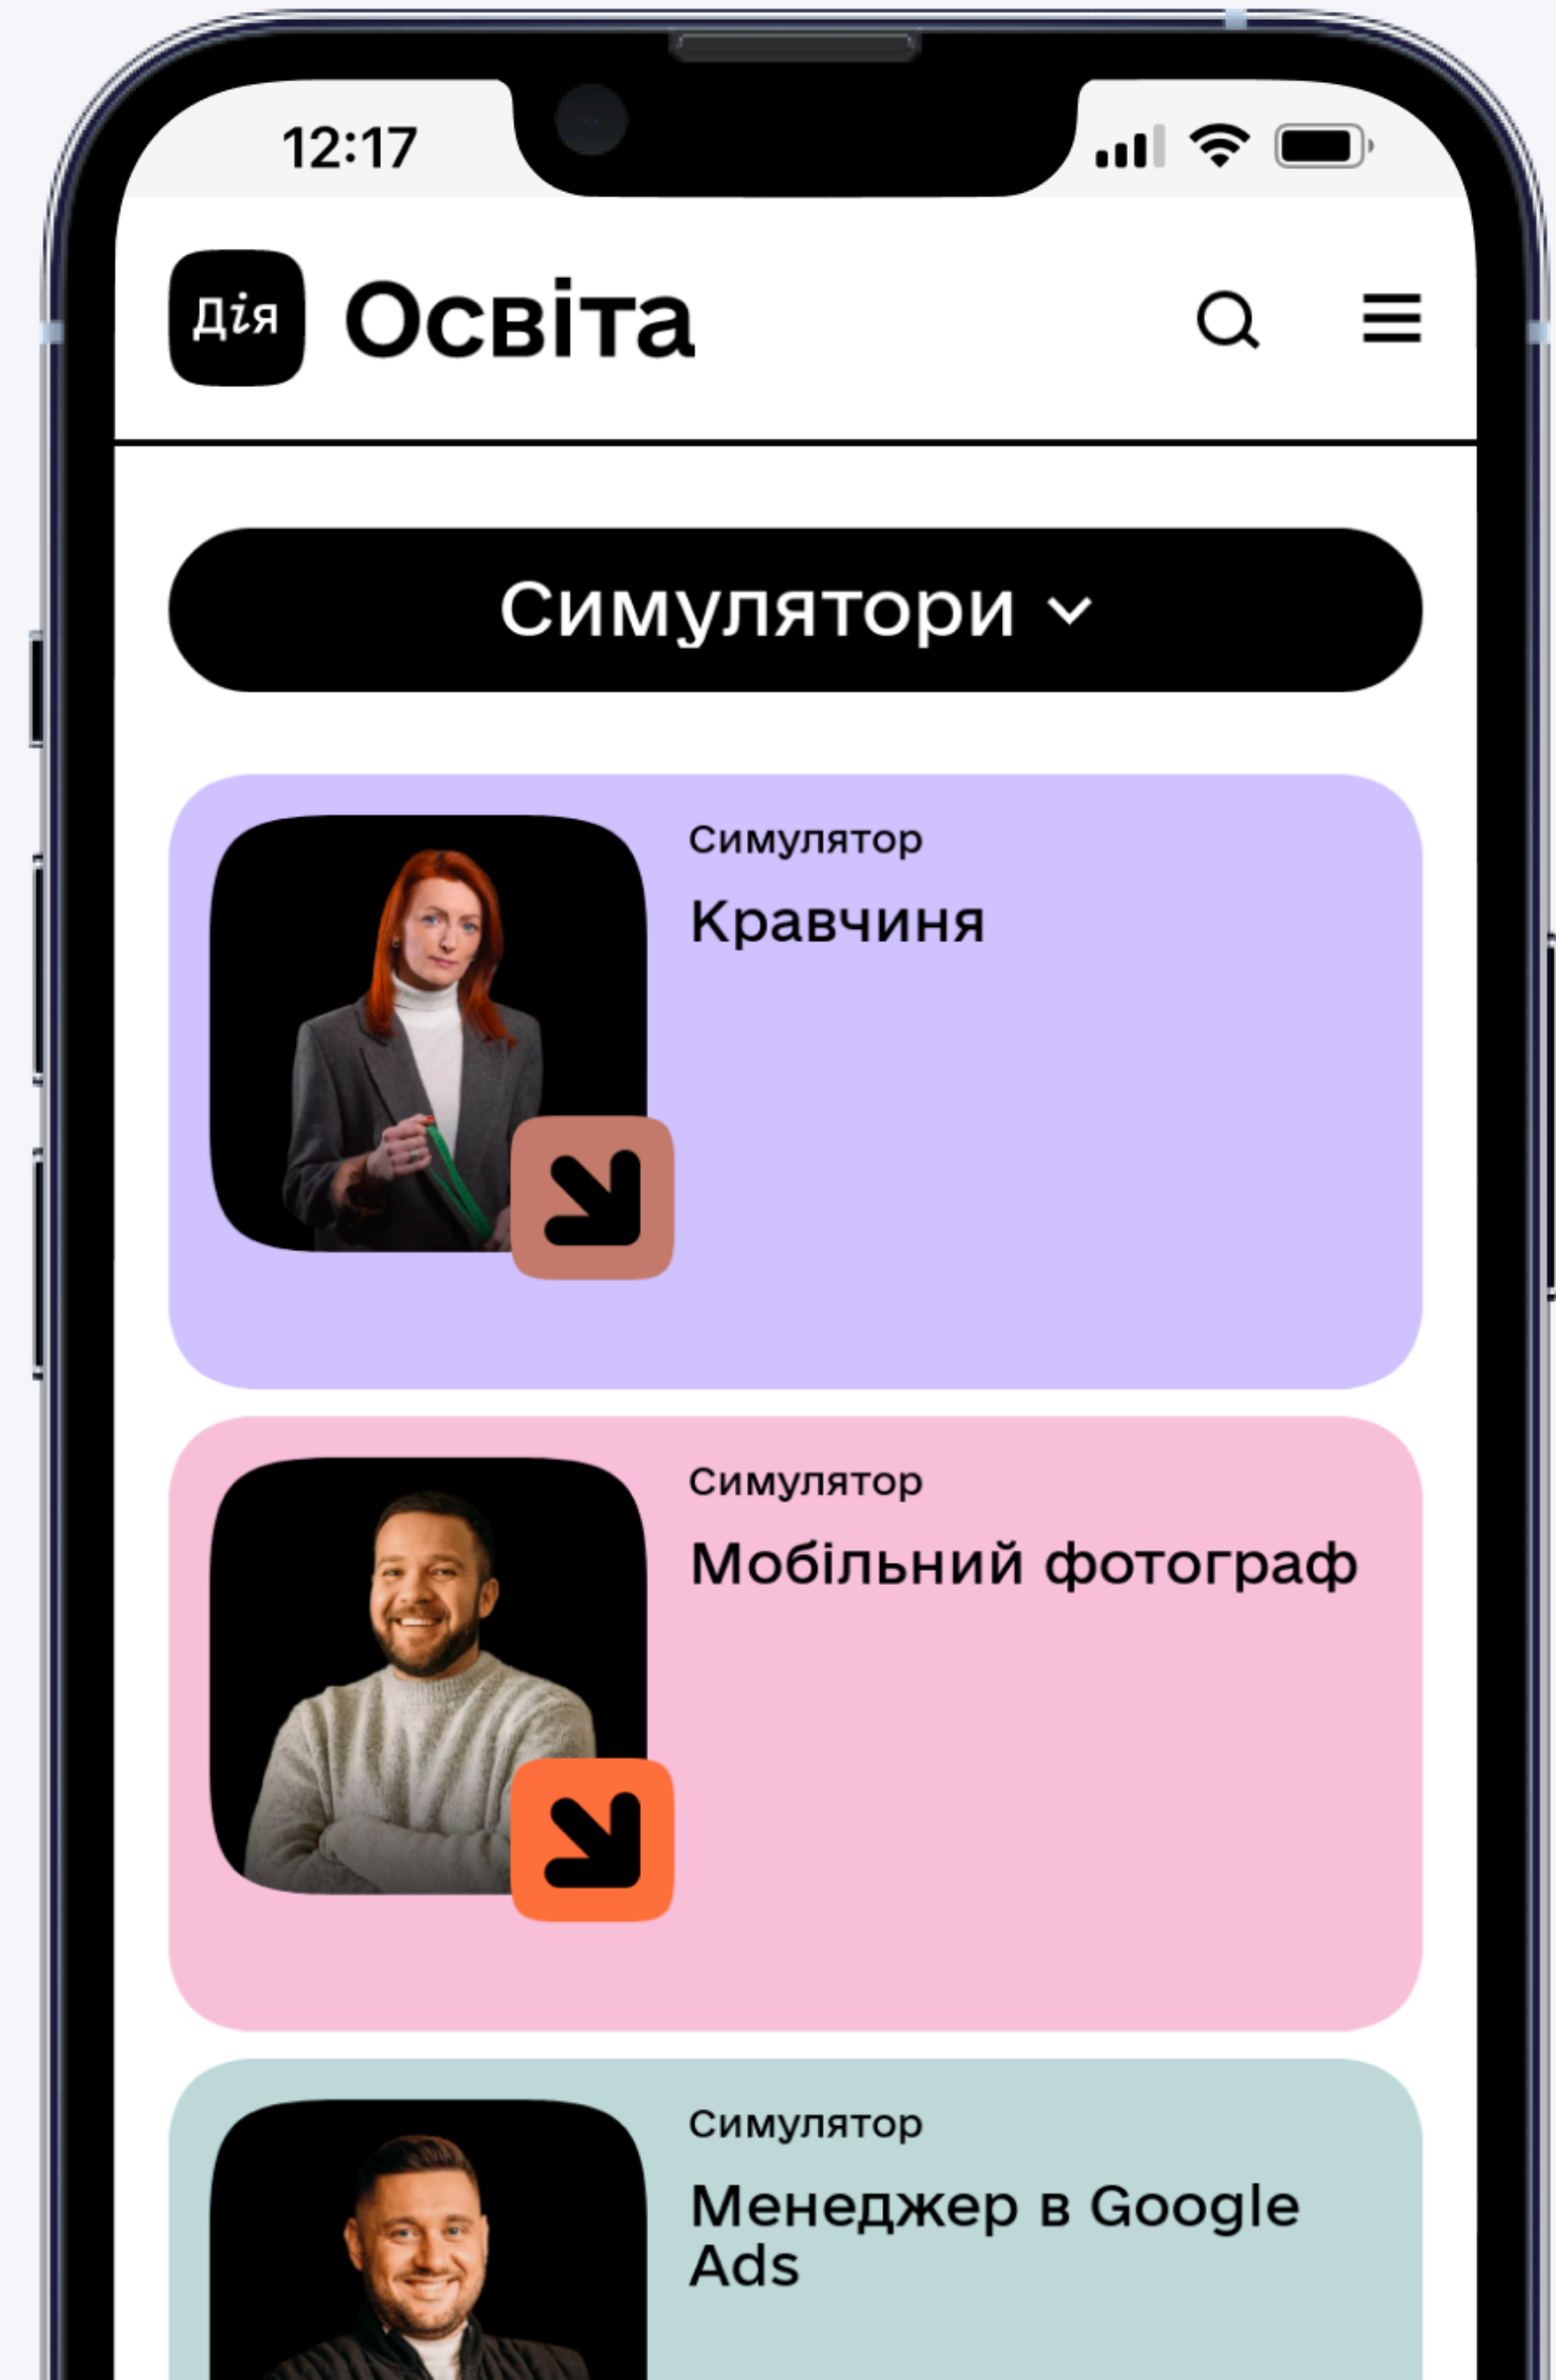 12:17
Дія Освіта
Симулятори
Симулятор
Кравчиня
Симулятор
Мобільний фотограф
Симулятор
Менеджер в Google
Ads